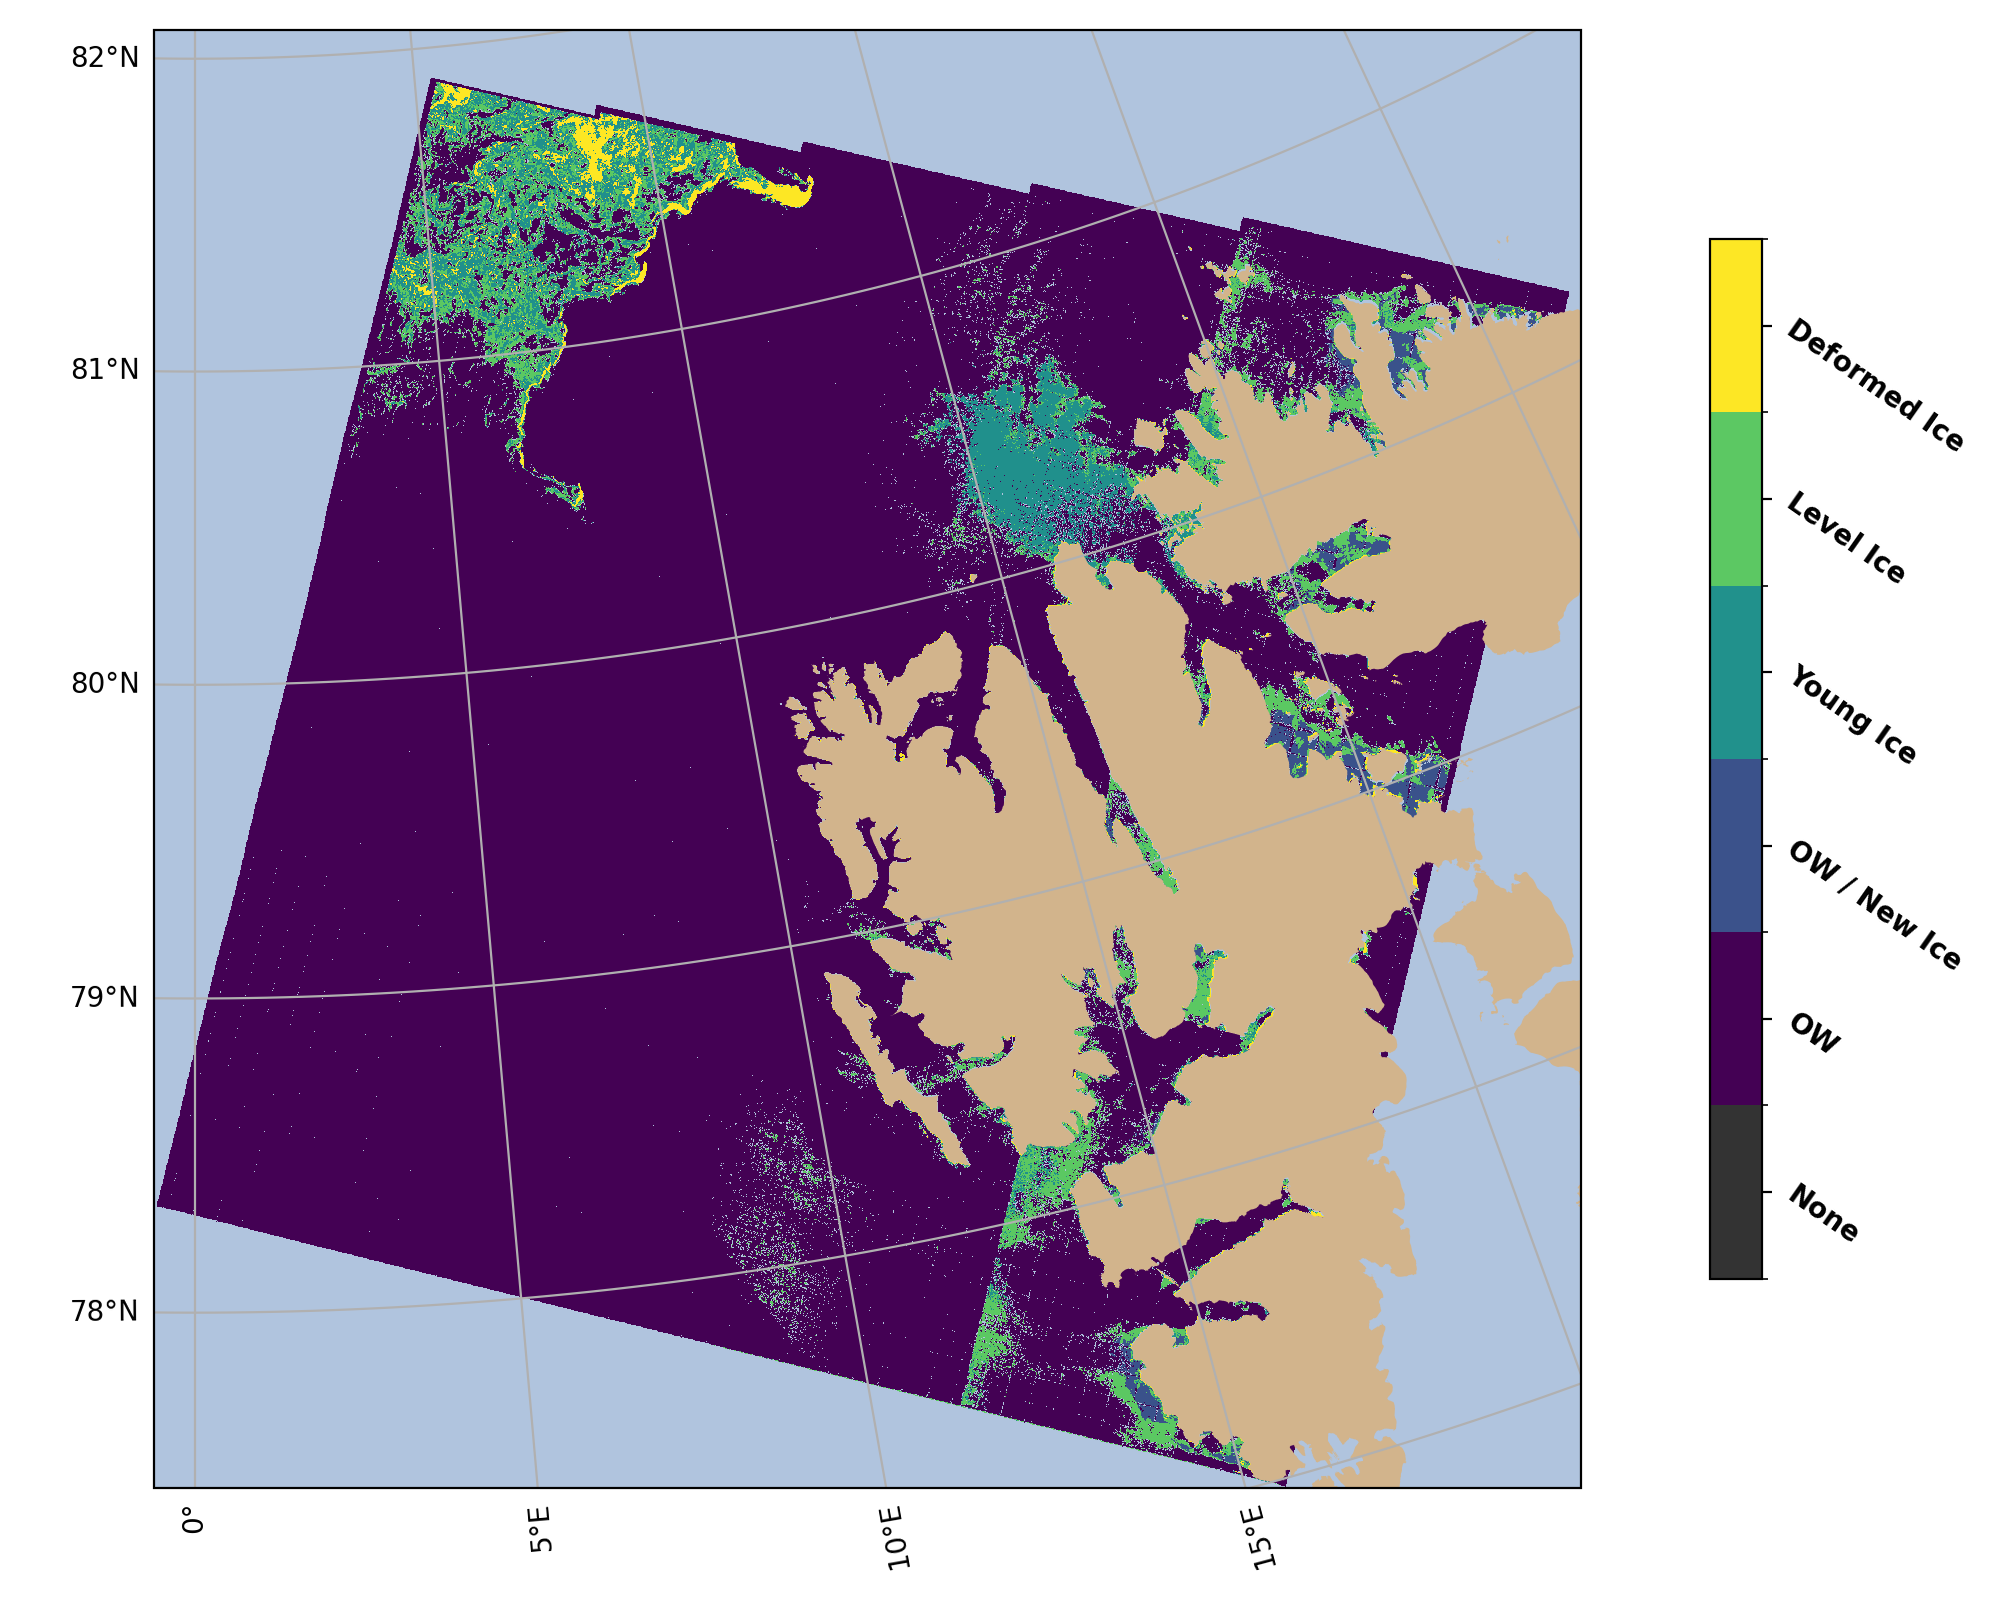 82°N
81°N
80°N
79°N
78°N
0°
5°E
10°E
15°E
Deformed Ice
Level Ice
Young Ice
OW / New Ice
OW
None